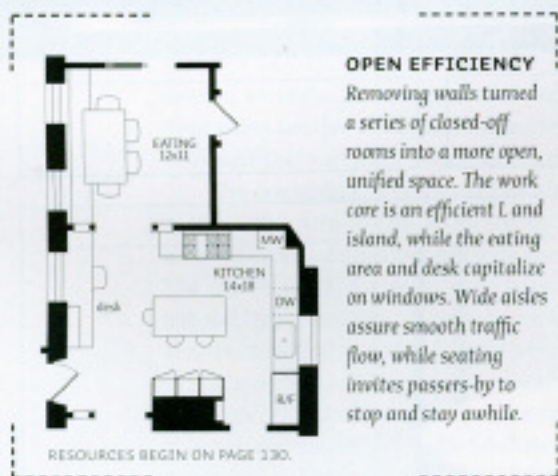 OPEN EFFICIENCY
Removing walls turned
a series of closed-off
rooms into a more open,
unified space. The work
core is an efficient L and
island, while the eating
area and desk capitalize
on windows. Wide aisles
assure smooth traffic
flow, while seating
invites passers-by to
stop and stay awhile.
EATING
12x11
MW
KITCHEN
14x18
desk
DW
R/F
RESOURCES BEGIN ON PAGE 130.